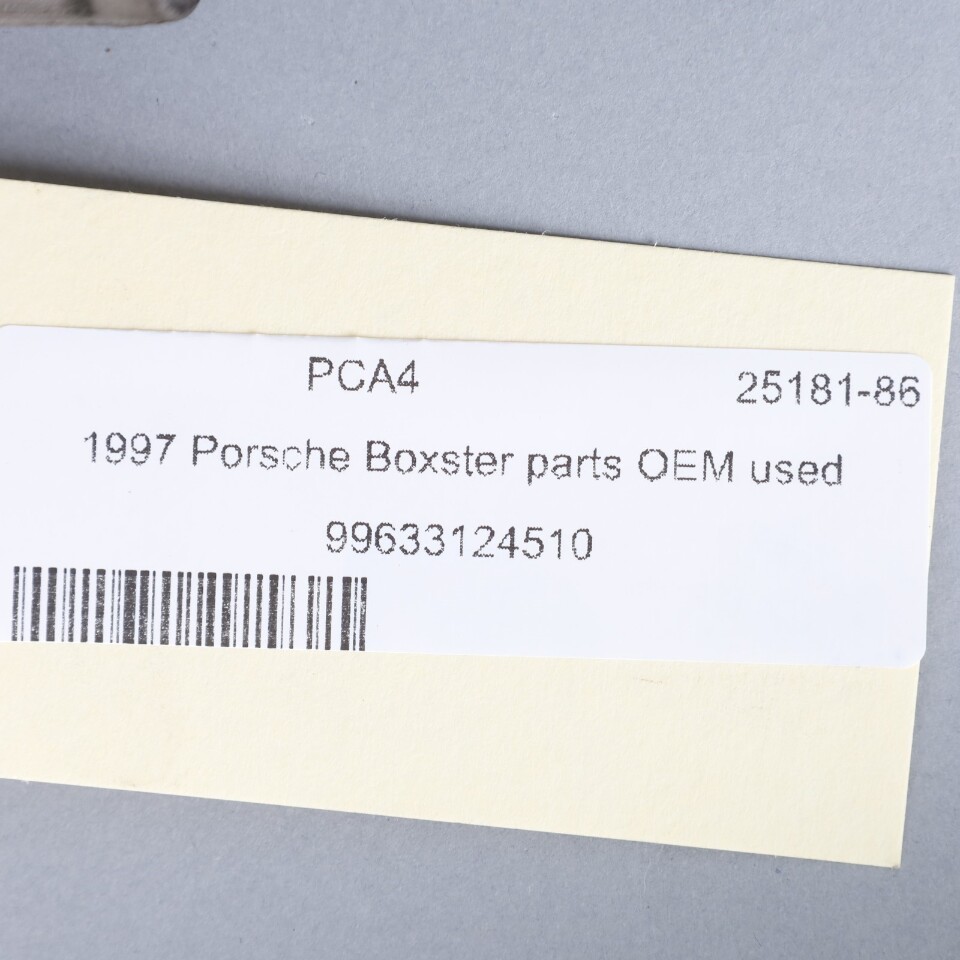 PCA4 25181-86
1997 Porsche Boxster parts OEM used
99633124510